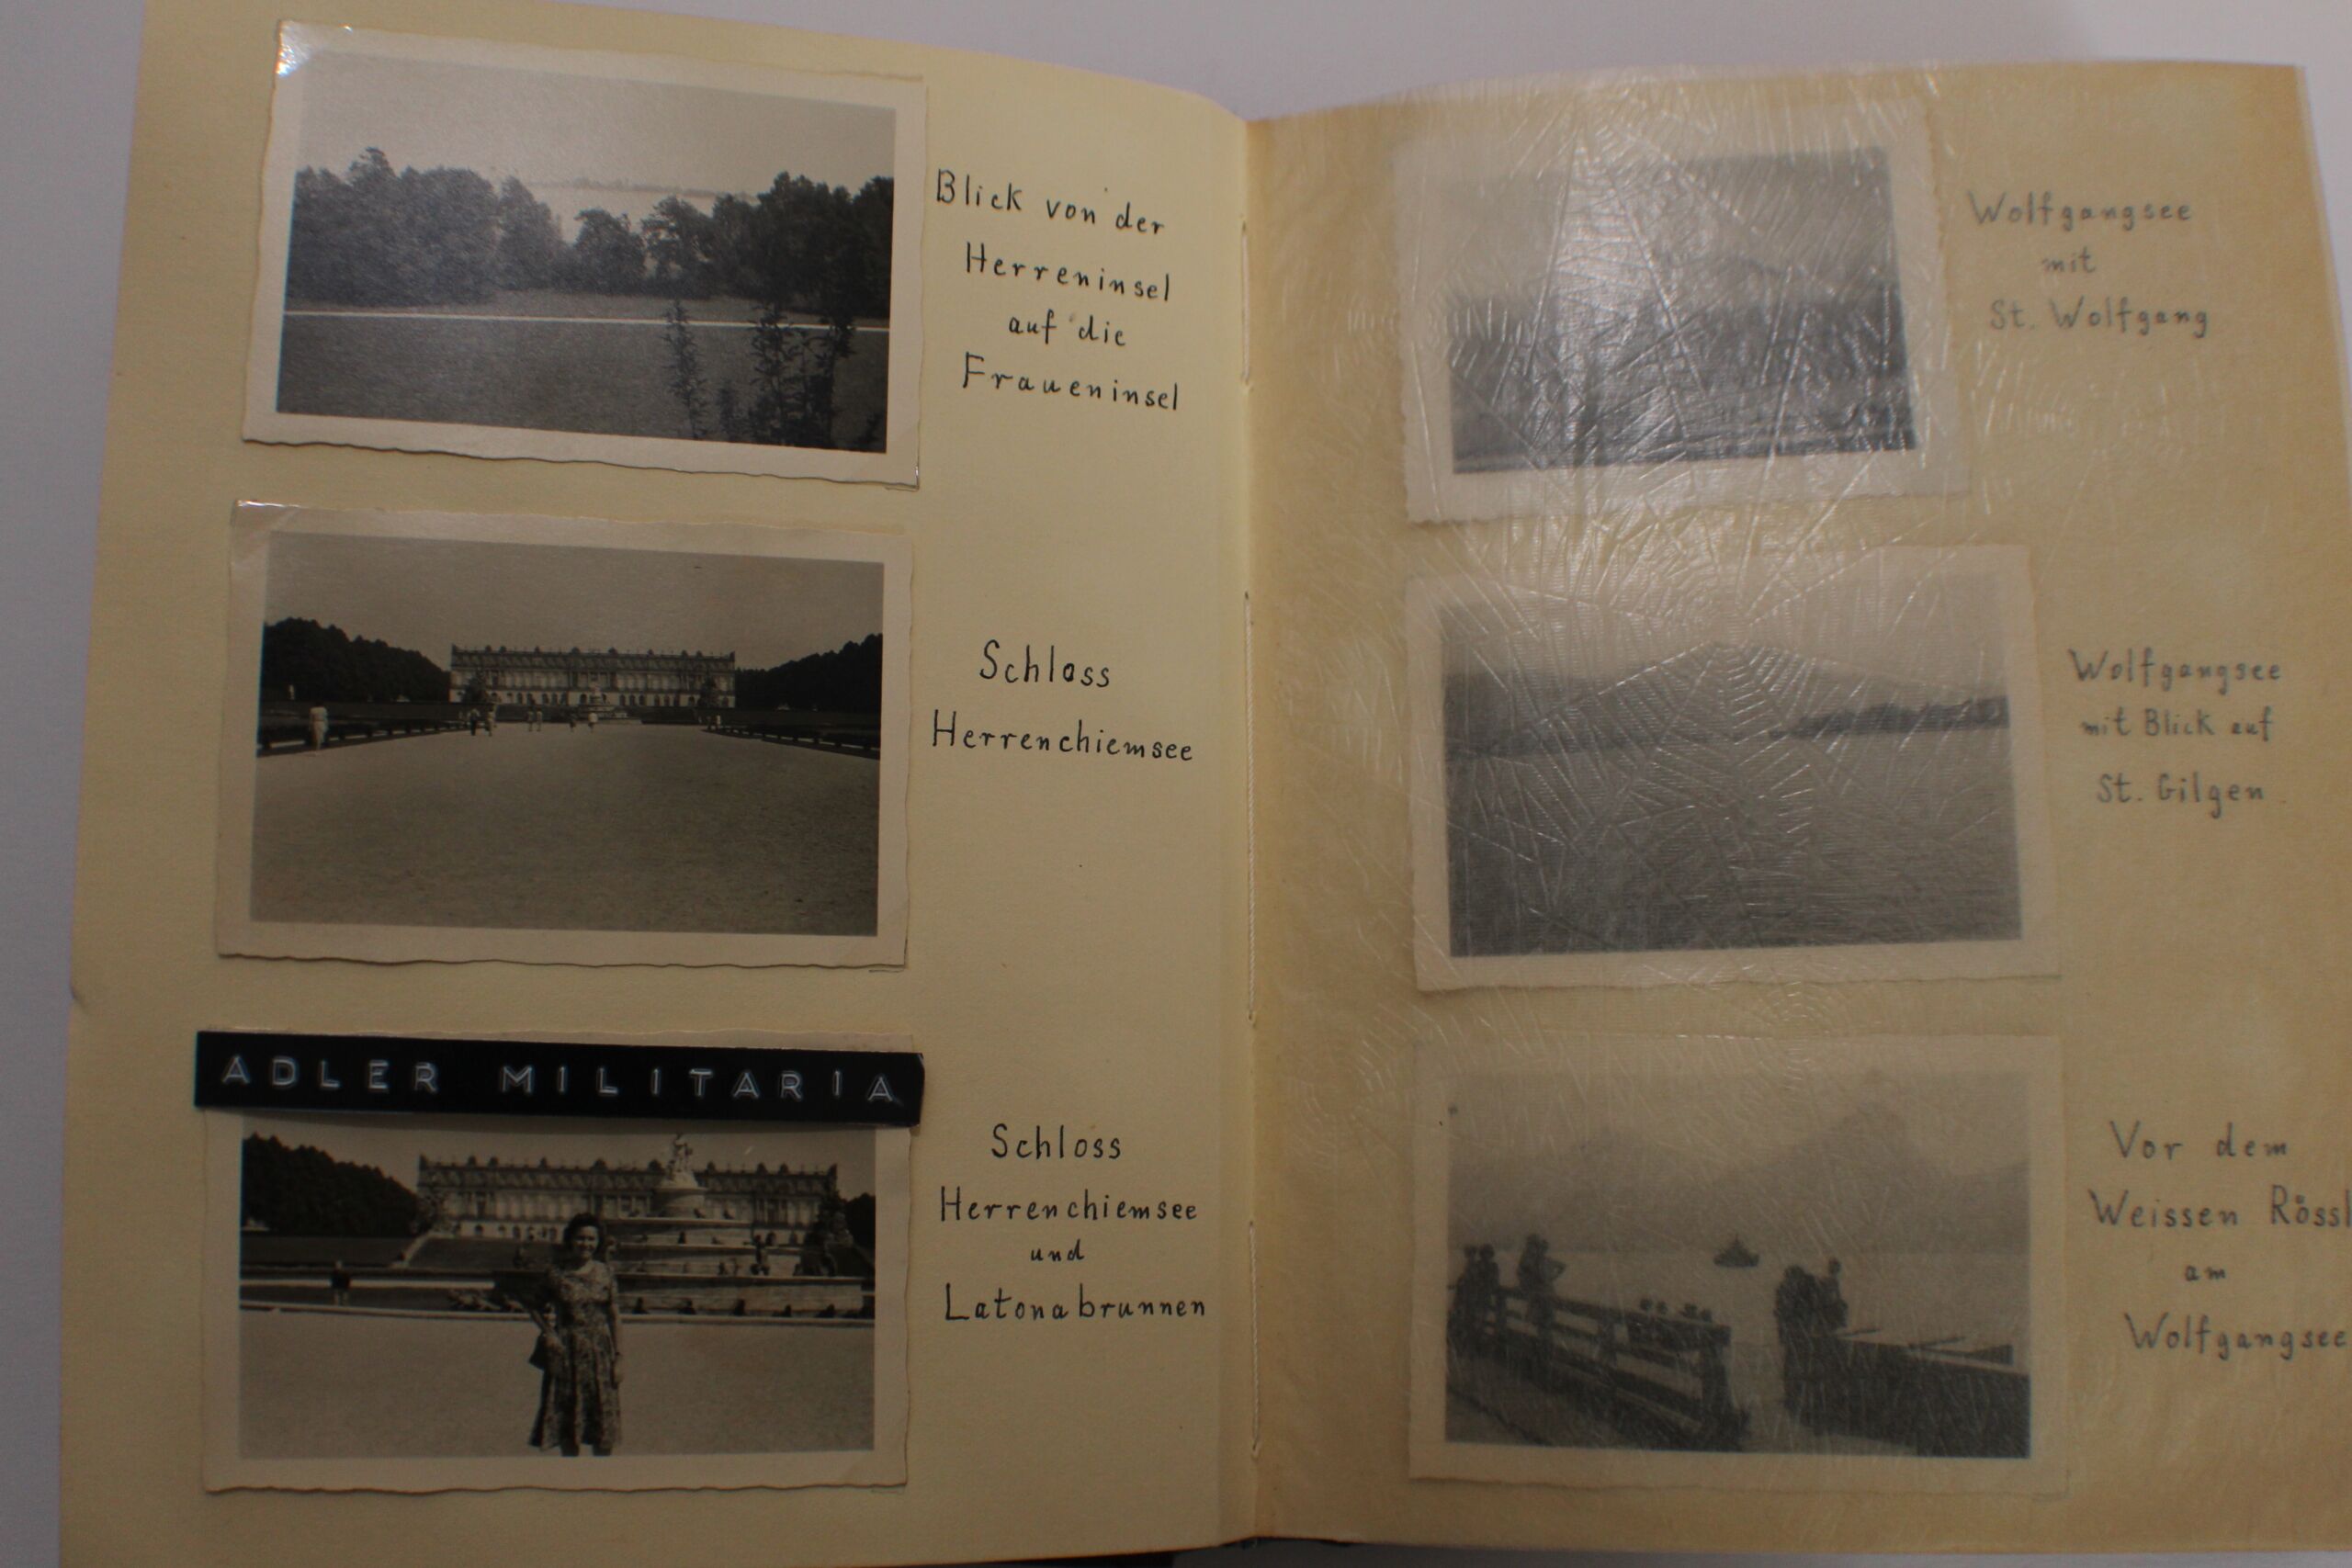 Blick von der
Herreninsel
auf die
Fraueninsel
Schloss
Herrenchiemsee
ADLER MILITARIA
Schloss
Herrenchiemsee
und
Latonabrunnen
Wolfgangsee
mit
St. Wolfgang
Wolfgangsee
mit Blick auf
St. Gilgen
Vor dem
Weissen Rössl
am
Wolfgangsee